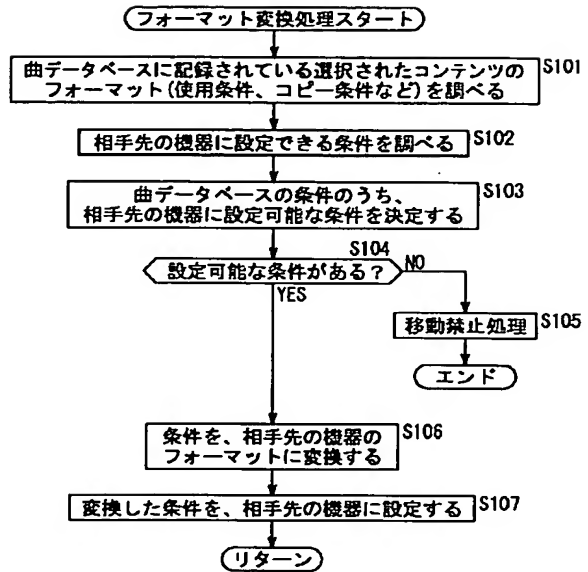 フォーマット変換処理スタート
曲データベースに記録されている選択されたコンテンツの
フォーマット(使用条件、コピー条件など)を調べる
S101
相手先の機器に設定できる条件を調べる
S102
曲データベースの条件のうち、
相手先の機器に設定可能な条件を決定する
S103
S104
設定可能な条件がある？
NO
YES
移動禁止処理
S105
エンド
条件を、相手先の機器の
フォーマットに変換する
S106
変換した条件を、相手先の機器に設定する
S107
リターン